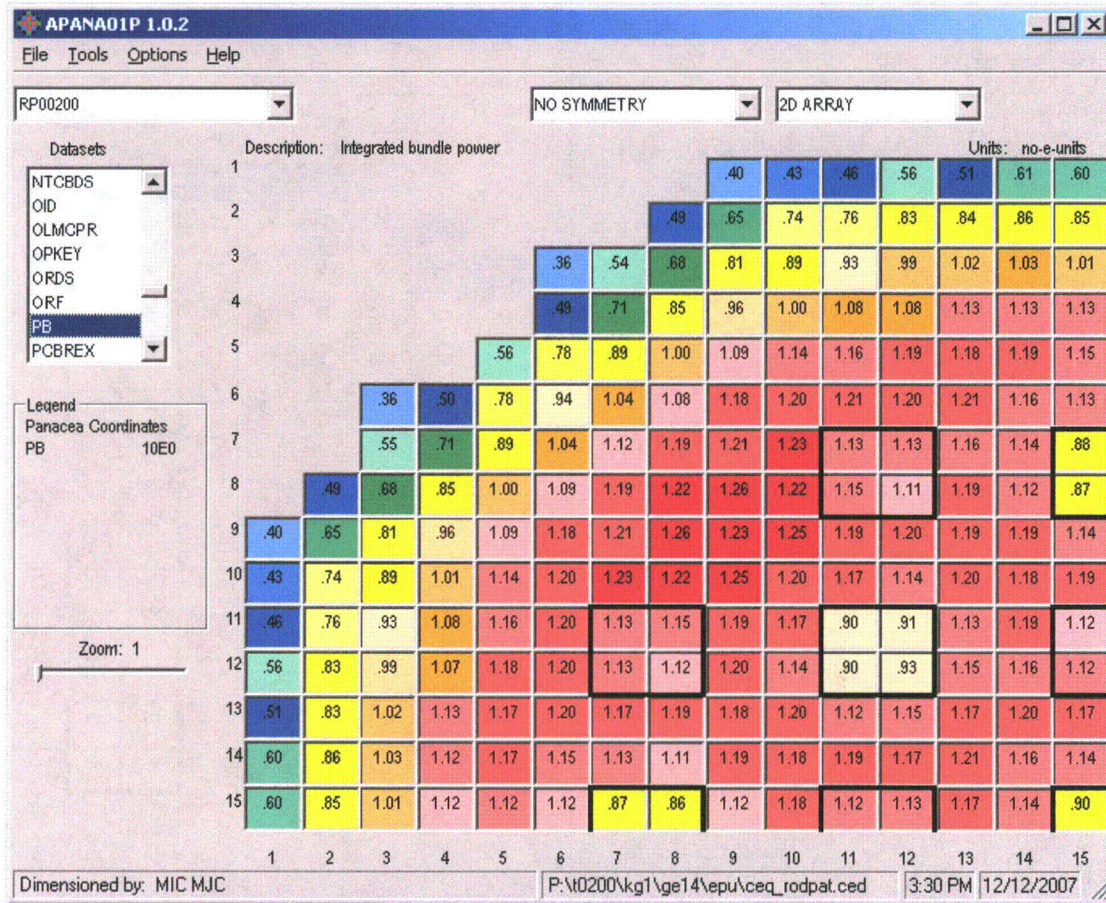 APANA01P 1.0.2
File Tools Options Help
RP00200 NO SYMMETRY 2D ARRAY
Datasets
NTCBDS
OID
OLMCPR
OPKEY
ORDS
ORF
PB
PCBREX
Legend
Panacea Coordinates
PB 10E0
Zoom: 1
Description: Integrated bundle power Units: no-e-units
1 .40 .43 .46 .56 .51 .61 .60
2 .49 .65 .74 .76 .83 .84 .86 .85
3 .36 .54 .68 .81 .89 .93 .99 1.02 1.03 1.01
4 .49 .71 .85 .96 1.00 1.08 1.08 1.13 1.13 1.13
5 .56 .78 .89 1.00 1.09 1.14 1.16 1.19 1.18 1.19 1.15
6 .36 .50 .78 .94 1.04 1.08 1.18 1.20 1.21 1.20 1.21 1.16 1.13
7 .55 .71 .89 1.04 1.12 1.19 1.21 1.23 1.13 1.13 1.16 1.14 .88
8 .49 .68 .85 1.00 1.09 1.19 1.22 1.26 1.22 1.15 1.11 1.19 1.12 .87
9 .40 .65 .81 .96 1.09 1.18 1.21 1.26 1.23 1.25 1.19 1.20 1.19 1.19 1.14
10 .43 .74 .89 1.01 1.14 1.20 1.23 1.22 1.25 1.20 1.17 1.14 1.20 1.18 1.19
11 .46 .76 .93 1.08 1.16 1.20 1.13 1.15 1.19 1.17 .90 .91 1.13 1.19 1.12
12 .56 .83 .99 1.07 1.18 1.20 1.13 1.12 1.20 1.14 .90 .93 1.15 1.16 1.12
13 .51 .83 1.02 1.13 1.17 1.20 1.17 1.19 1.18 1.20 1.12 1.15 1.17 1.20 1.17
14 .60 .86 1.03 1.12 1.17 1.15 1.13 1.11 1.19 1.18 1.19 1.17 1.21 1.16 1.14
15 .60 .85 1.01 1.12 1.12 1.12 .87 .86 1.12 1.18 1.12 1.13 1.17 1.14 .90
1 2 3 4 5 6 7 8 9 10 11 12 13 14 15
Dimensioned by: MIC MJC P:\t0200\kg1\ge14\epu\ceq_rodpat.ced 3:30 PM 12/12/2007